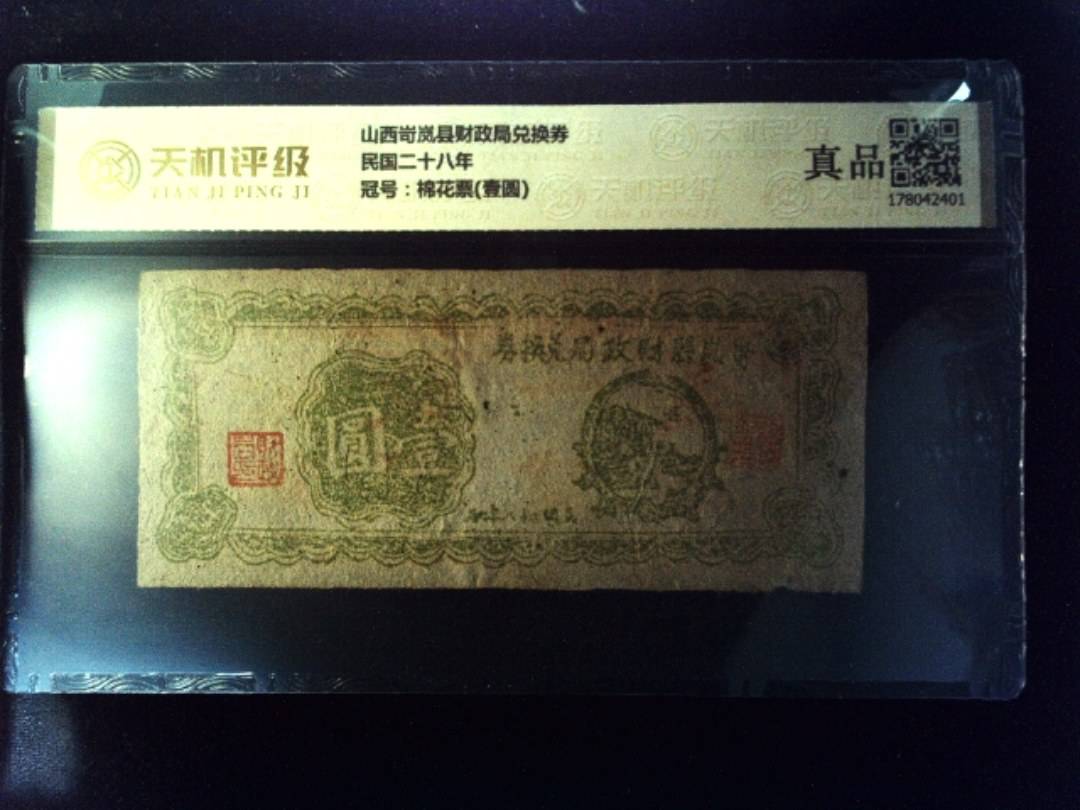 天机评级
TIAN JI PING JI
山西岢岚县财政局兑换券
民国二十八年
冠号：棉花票(壹圆)
真品
178042401
券換兌局政財縣
圓壹